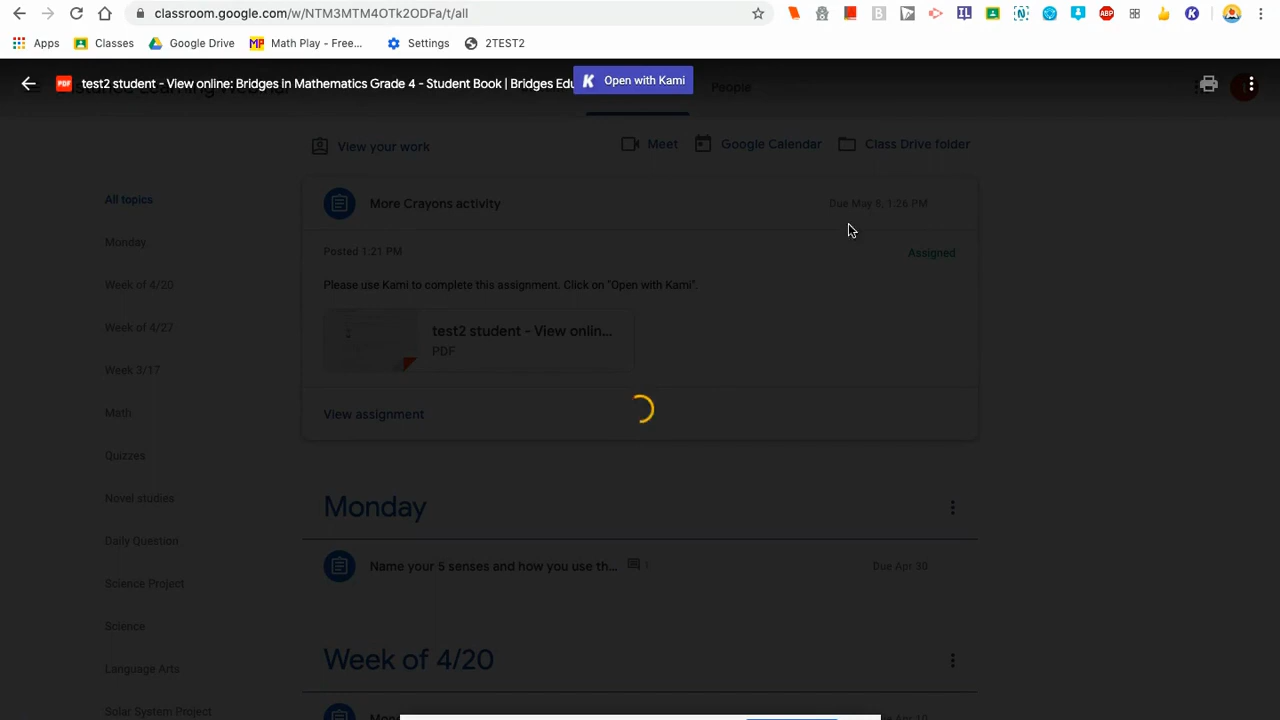 classroom.google.com/w/NTM3MTM4OTk2ODFa/t/all
Apps Classes Google Drive Math Play - Free... Settings 2TEST2
test2 student - View online: Bridges in Mathematics Grade 4 - Student Book | Bridges Edu
Open with Kami
People
View your work
Meet Google Calendar Class Drive folder
All topics
Monday
Week of 4/20
Week of 4/27
Week 3/17
Math
Quizzes
Novel studies
Daily Question
Science Project
Science
Language Arts
Solar System Project
More Crayons activity
Due May 5, 1:26 PM
Posted 1:21 PM
Assigned
Please use Kami to complete this assignment. Click on "Open with Kami".
test2 student - View onlin...
PDF
View assignment
Monday
Name your 5 senses and how you use th... 1
Due Apr 30
Week of 4/20